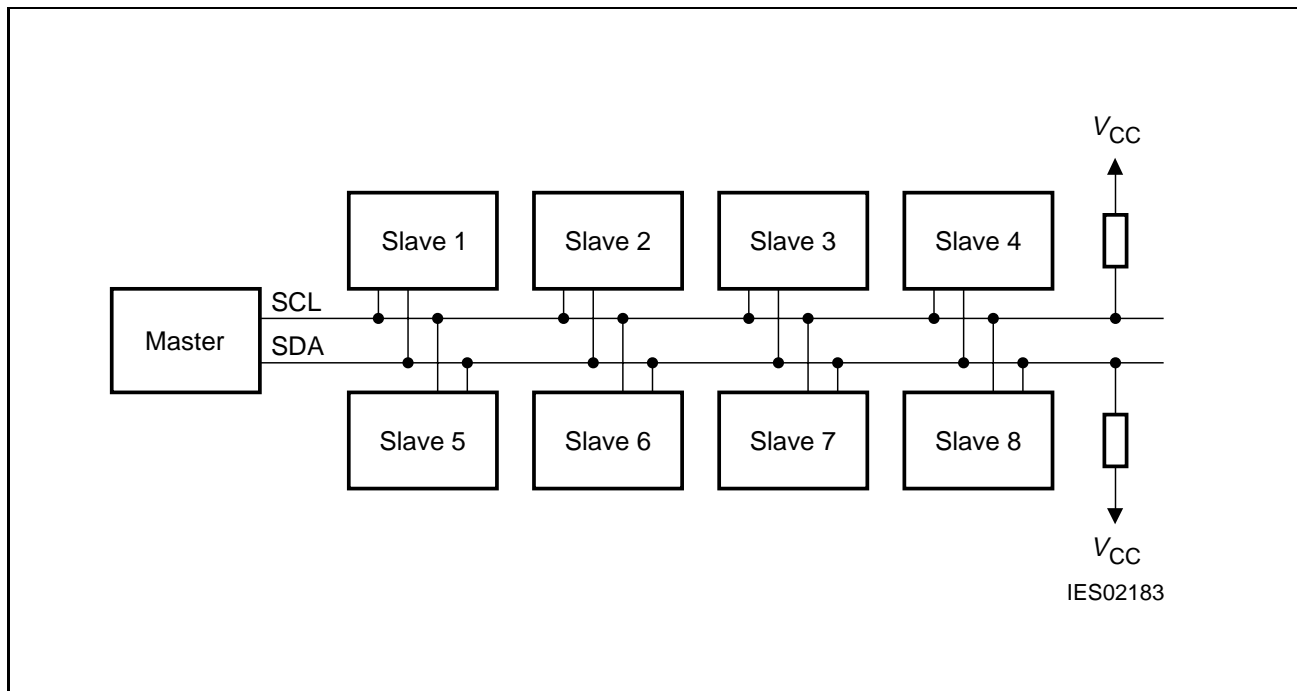 VCC
Slave 1
Slave 2
Slave 3
Slave 4
SCL
Master
SDA
Slave 5
Slave 6
Slave 7
Slave 8
VCC
IES02183